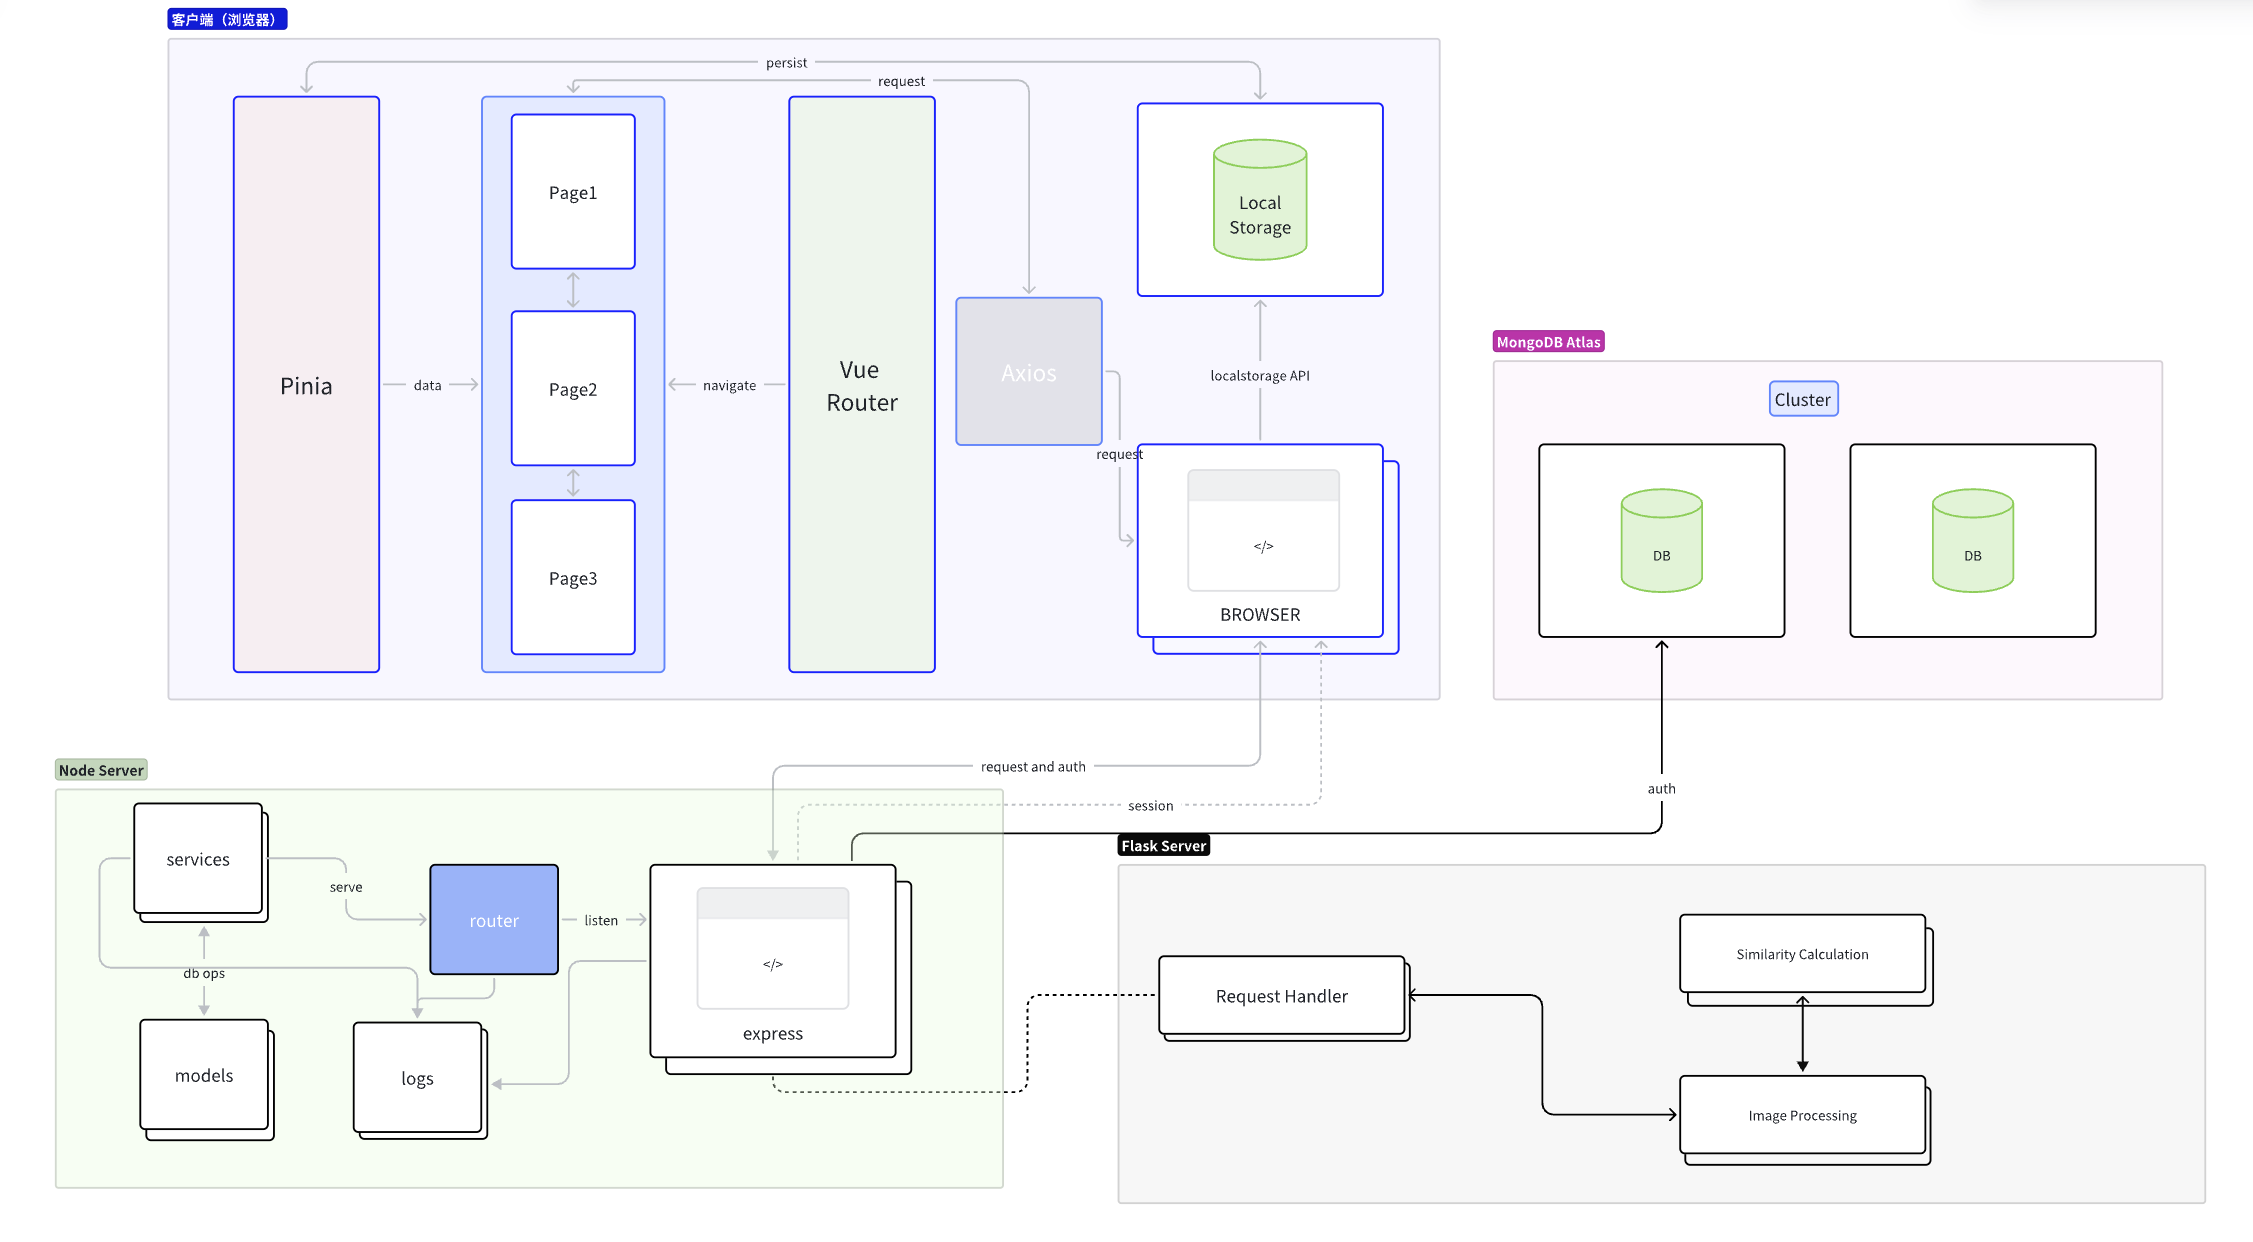 客户端（浏览器）
persist
request
Pinia
data
Page1
Page2
Page3
navigate
Vue
Router
Axios
request
Local
Storage
localstorage API
</>
BROWSER
MongoDB Atlas
Cluster
DB
DB
request and auth
session
auth
Node Server
services
serve
router
listen
db ops
models
logs
</>
express
Flask Server
Request Handler
Similarity Calculation
Image Processing